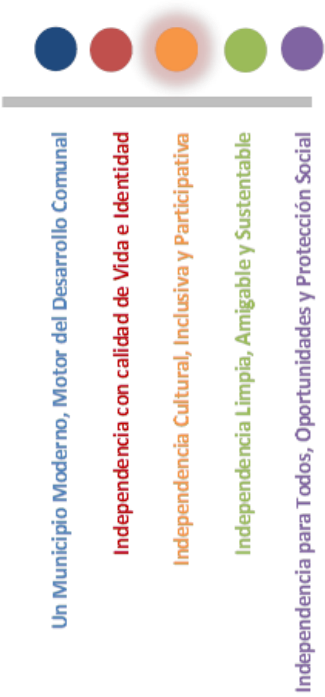 Un Municipio Moderno, Motor del Desarrollo Comunal
Independencia con calidad de Vida e Identidad
Independencia Cultural, Inclusiva y Participativa
Independencia Limpia, Amigable y Sustentable
Independencia para Todos, Oportunidades y Protección Social